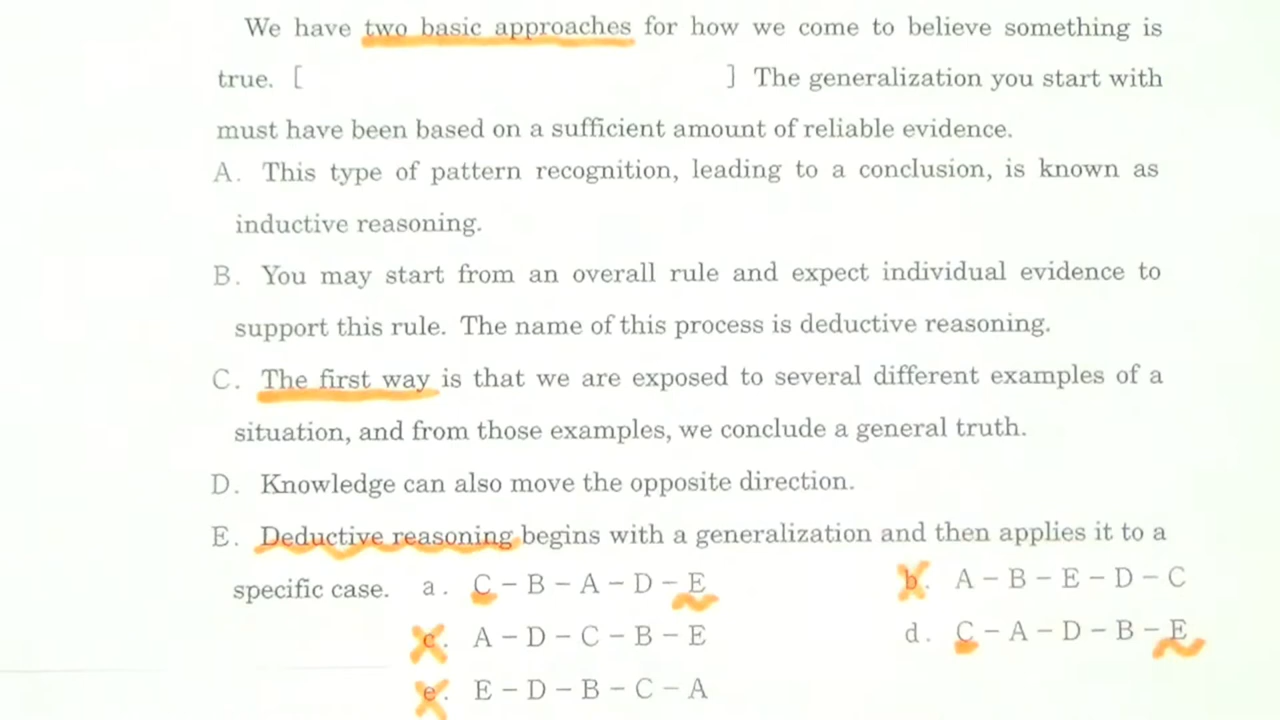 We have two basic approaches for how we come to believe something is
true. [ ] The generalization you start with
must have been based on a sufficient amount of reliable evidence.
A. This type of pattern recognition, leading to a conclusion, is known as
inductive reasoning.
B. You may start from an overall rule and expect individual evidence to
support this rule. The name of this process is deductive reasoning.
C. The first way is that we are exposed to several different examples of a
situation, and from those examples, we conclude a general truth.
D. Knowledge can also move the opposite direction.
E. Deductive reasoning begins with a generalization and then applies it to a
specific case. a. C – B – A – D – E b. A – B – E – D – C
c. A – D – C – B – E d. C – A – D – B – E
e. E – D – B – C – A